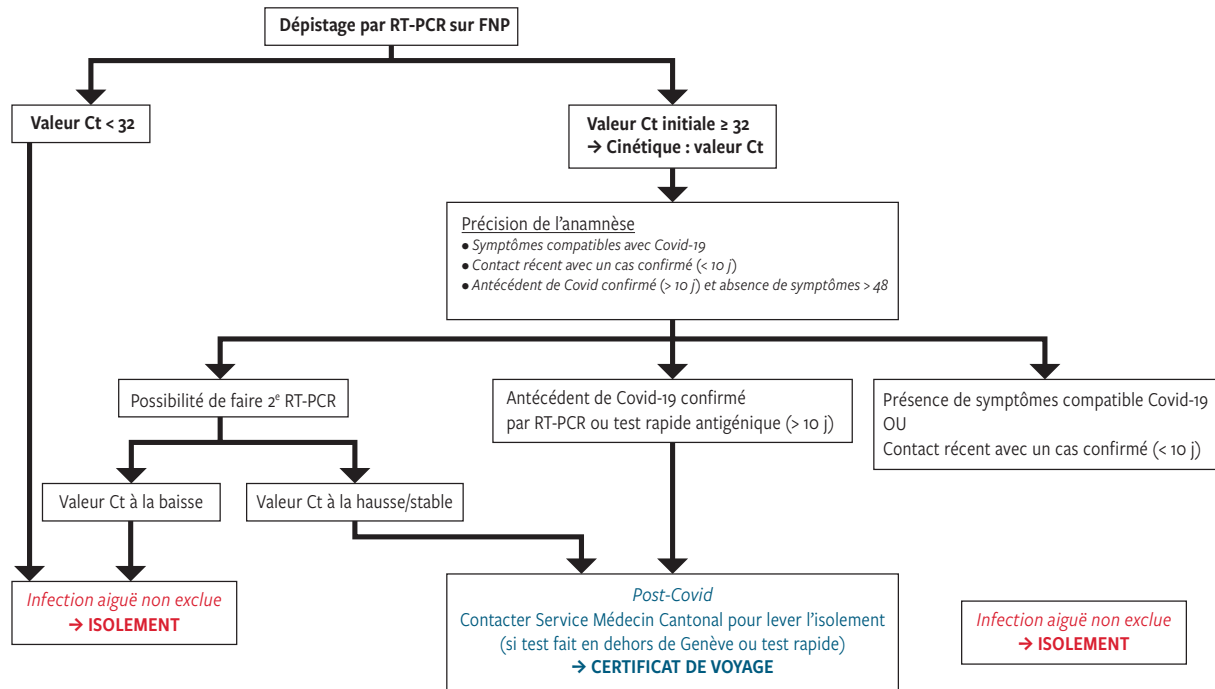 Dépistage par RT-PCR sur FNP
Valeur Ct < 32
Valeur Ct initiale ≥ 32
→ Cinétique : valeur Ct
Précision de l’anamnèse
• Symptômes compatibles avec Covid-19
• Contact récent avec un cas confirmé (< 10 j)
• Antécédent de Covid confirmé (> 10 j) et absence de symptômes > 48
Possibilité de faire 2e RT-PCR
Antécédent de Covid-19 confirmé
par RT-PCR ou test rapide antigénique (> 10 j)
Présence de symptômes compatible Covid-19
OU
Contact récent avec un cas confirmé (< 10 j)
Valeur Ct à la baisse
Valeur Ct à la hausse/stable
Infection aiguë non exclue
→ ISOLEMENT
Post-Covid
Contacter Service Médecin Cantonal pour lever l’isolement
(si test fait en dehors de Genève ou test rapide)
→ CERTIFICAT DE VOYAGE
Infection aiguë non exclue
→ ISOLEMENT